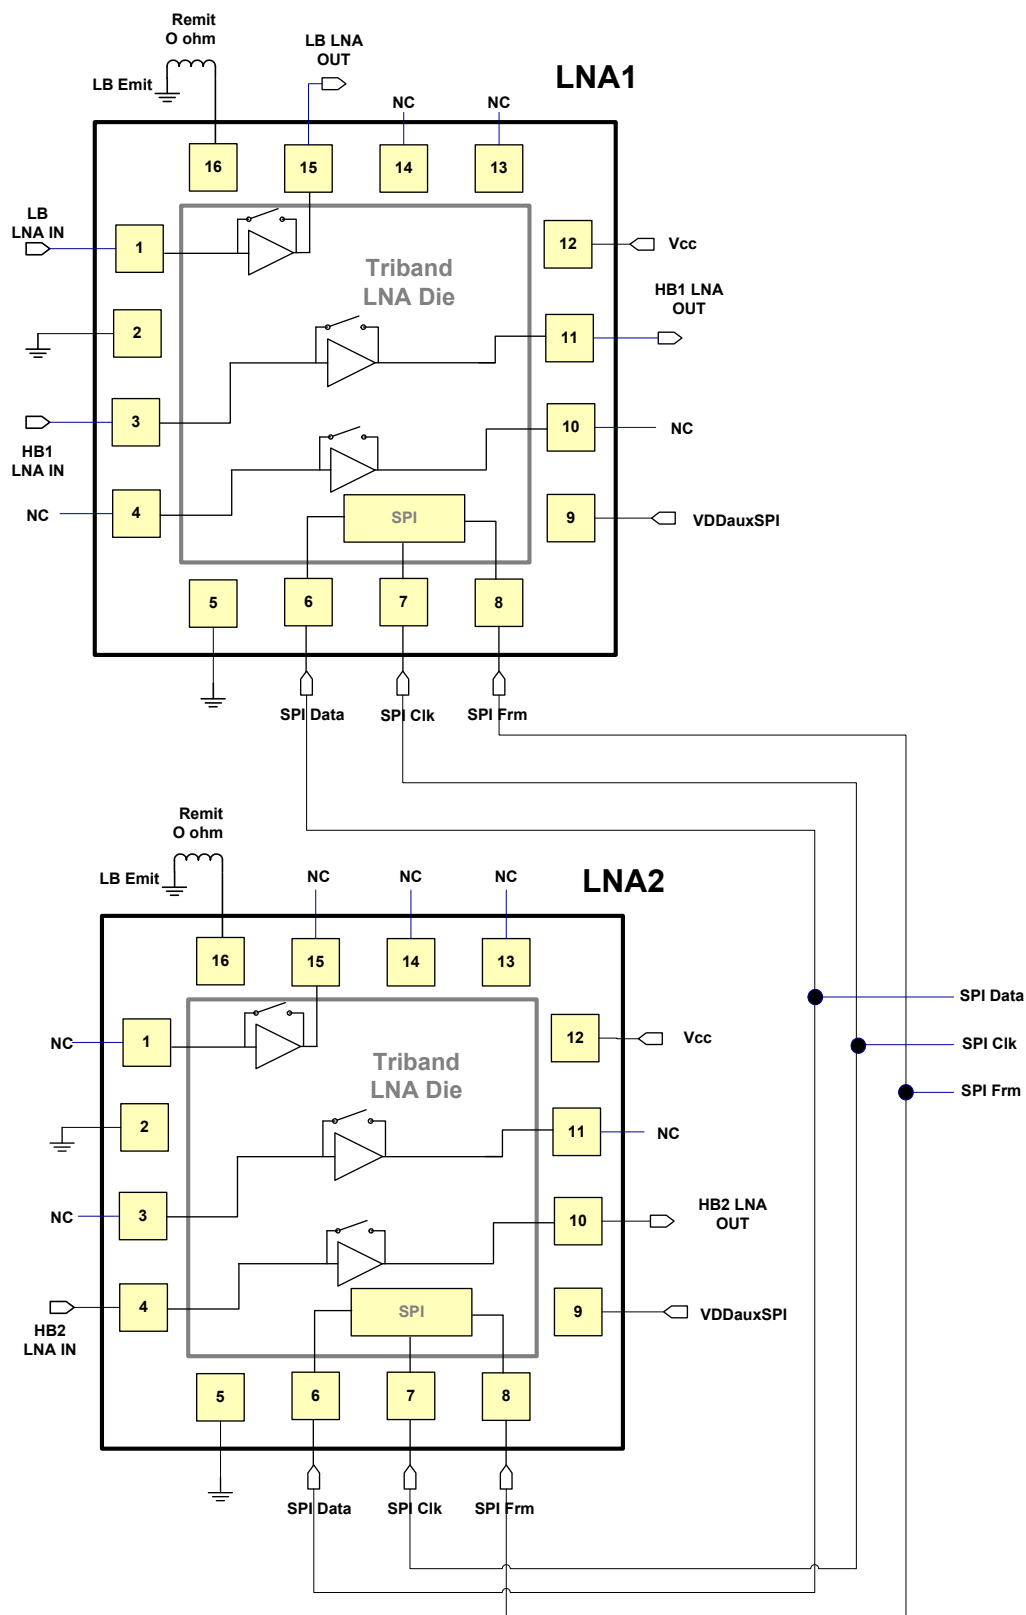 Remit
O ohm
LB Emit
LB LNA
OUT
LNA1
NC
NC
16
15
14
13
LB
LNA IN
1
12
Vcc
Triband
LNA Die
HB1 LNA
OUT
2
11
3
10
NC
HB1
LNA IN
NC
4
SPI
9
VDDauxSPI
5
6
7
8
SPI Data
SPI Clk
SPI Frm
Remit
O ohm
LB Emit
NC
NC
NC
LNA2
16
15
14
13
SPI Data
NC
1
12
Vcc
SPI Clk
Triband
LNA Die
SPI Frm
2
11
NC
NC
3
10
HB2 LNA
OUT
4
HB2
LNA IN
SPI
9
VDDauxSPI
5
6
7
8
SPI Data
SPI Clk
SPI Frm